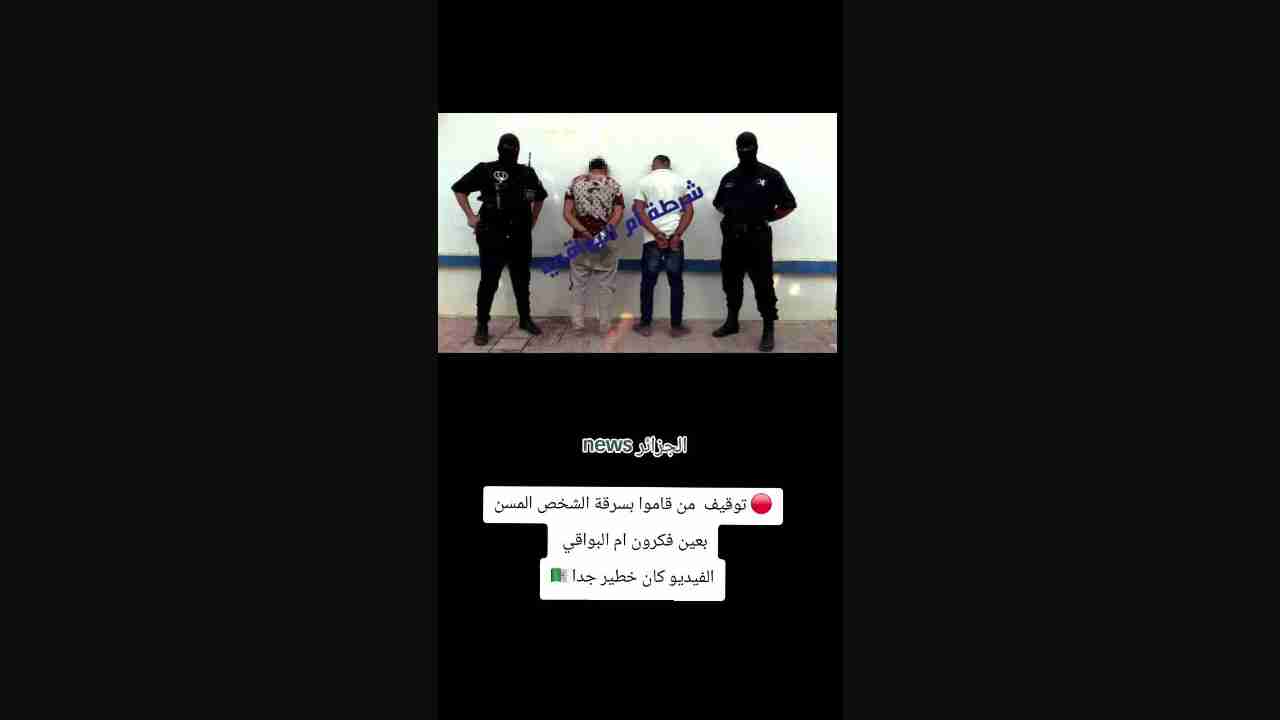 شرطة ام البواقي
الجزائر news
🔴 توقيف من قاموا بسرقة الشخص المسن
بعين فكرون ام البواقي
الفيديو كان خطير جدا 🇩🇿